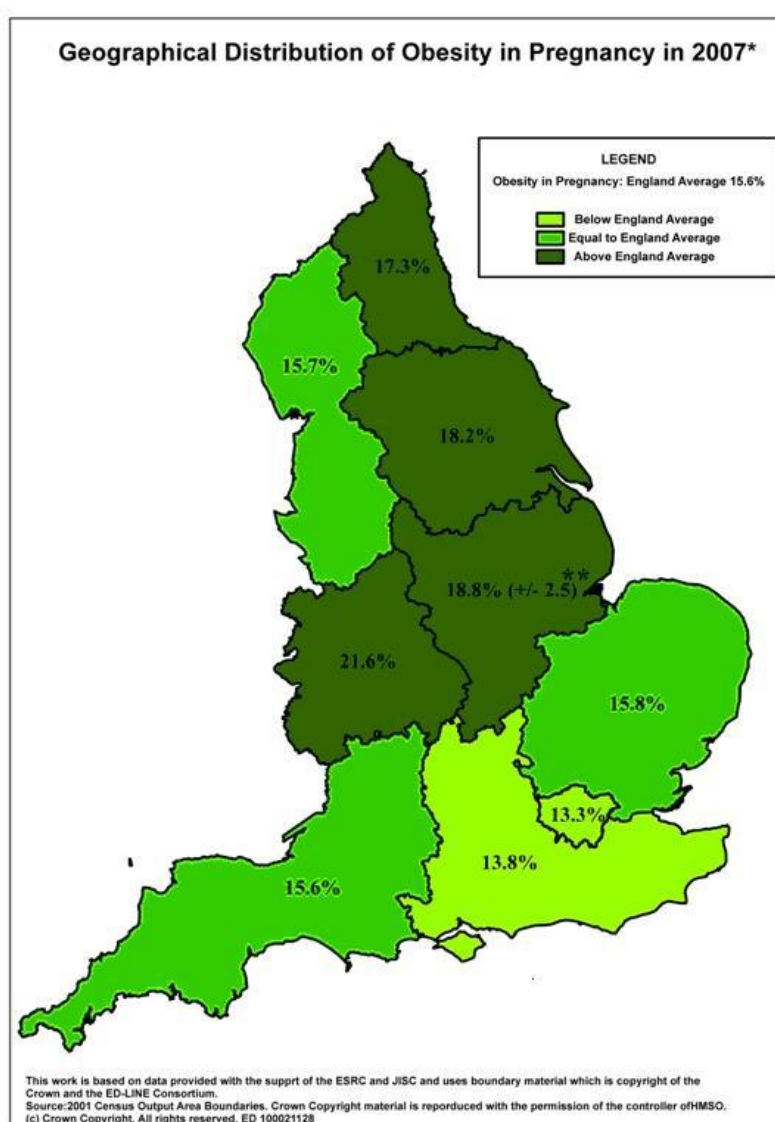 Geographical Distribution of Obesity in Pregnancy in 2007*
LEGEND
Obesity in Pregnancy: England Average 15.6%
Below England Average
Equal to England Average
Above England Average
17.3%
15.7%
18.2%
18.8% (+/- 2.5)**
21.6%
15.8%
13.3%
13.8%
15.6%
This work is based on data provided with the supprt of the ESRC and JISC and uses boundary material which is copyright of the
Crown and the ED-LINE Consortium.
Source:2001 Census Output Area Boundaries. Crown Copyright material is reporduced with the permission of the controller ofHMSO.
(c) Crown Copyright. All rights reserved. ED 100021128